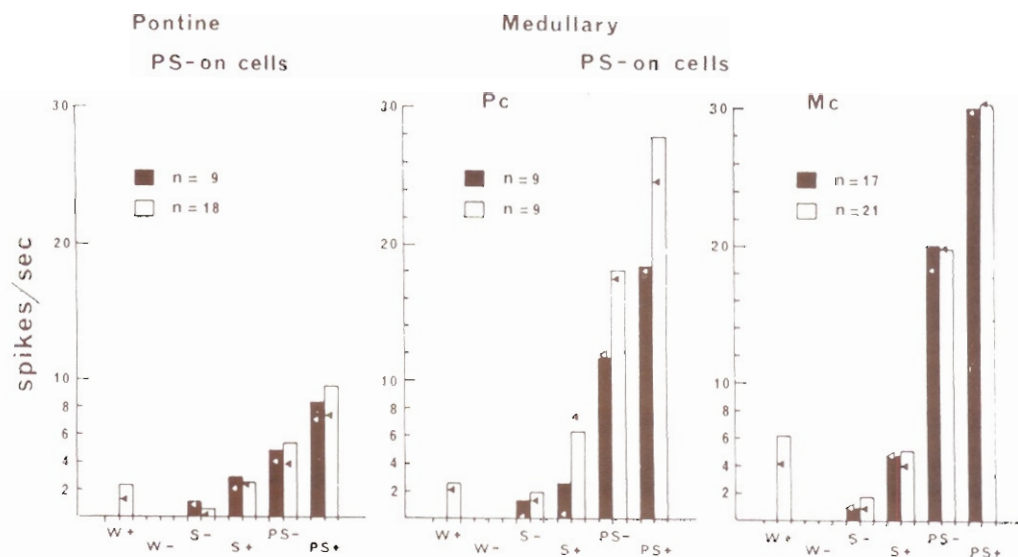 Pontine
PS-on cells
Medullary
PS-on cells
spikes/sec
30
20
10
8
6
4
2
n = 9
n = 18
W+
W-
S-
S+
PS-
PS+
Pc
30
20
10
8
6
4
2
n = 9
n = 9
W+
W-
S-
S+
PS-
PS+
Mc
30
20
10
8
6
4
2
n = 17
n = 21
W+
W-
S-
S+
PS-
PS+